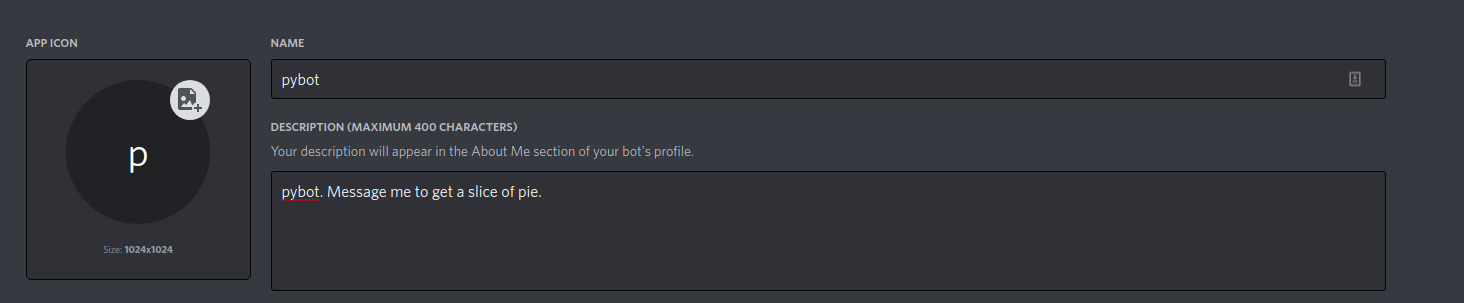 APP ICON
NAME
p
Size: 1024x1024
pybot
DESCRIPTION (MAXIMUM 400 CHARACTERS)
Your description will appear in the About Me section of your bot's profile.
pybot. Message me to get a slice of pie.